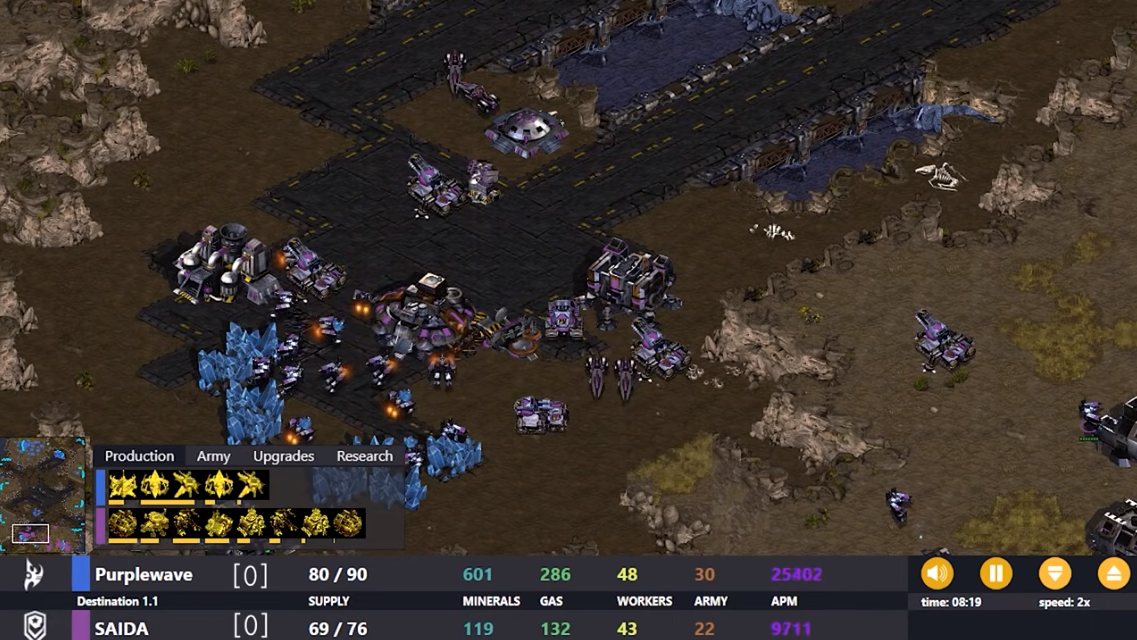 Production Army Upgrades Research
Purplewave [0] 80 / 90 601 286 48 30 25402
Destination 1.1 SUPPLY MINERALS GAS WORKERS ARMY APM time: 08:19 speed: 2x
SAIDA [0] 69 / 76 119 132 43 22 9711